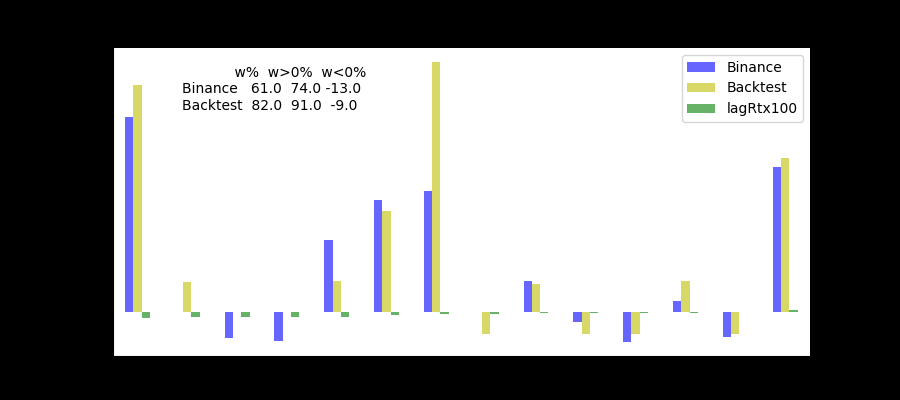 w% w>0% w<0%
Binance 61.0 74.0 -13.0
Backtest 82.0 91.0 -9.0
Binance
Backtest
lagRtx100